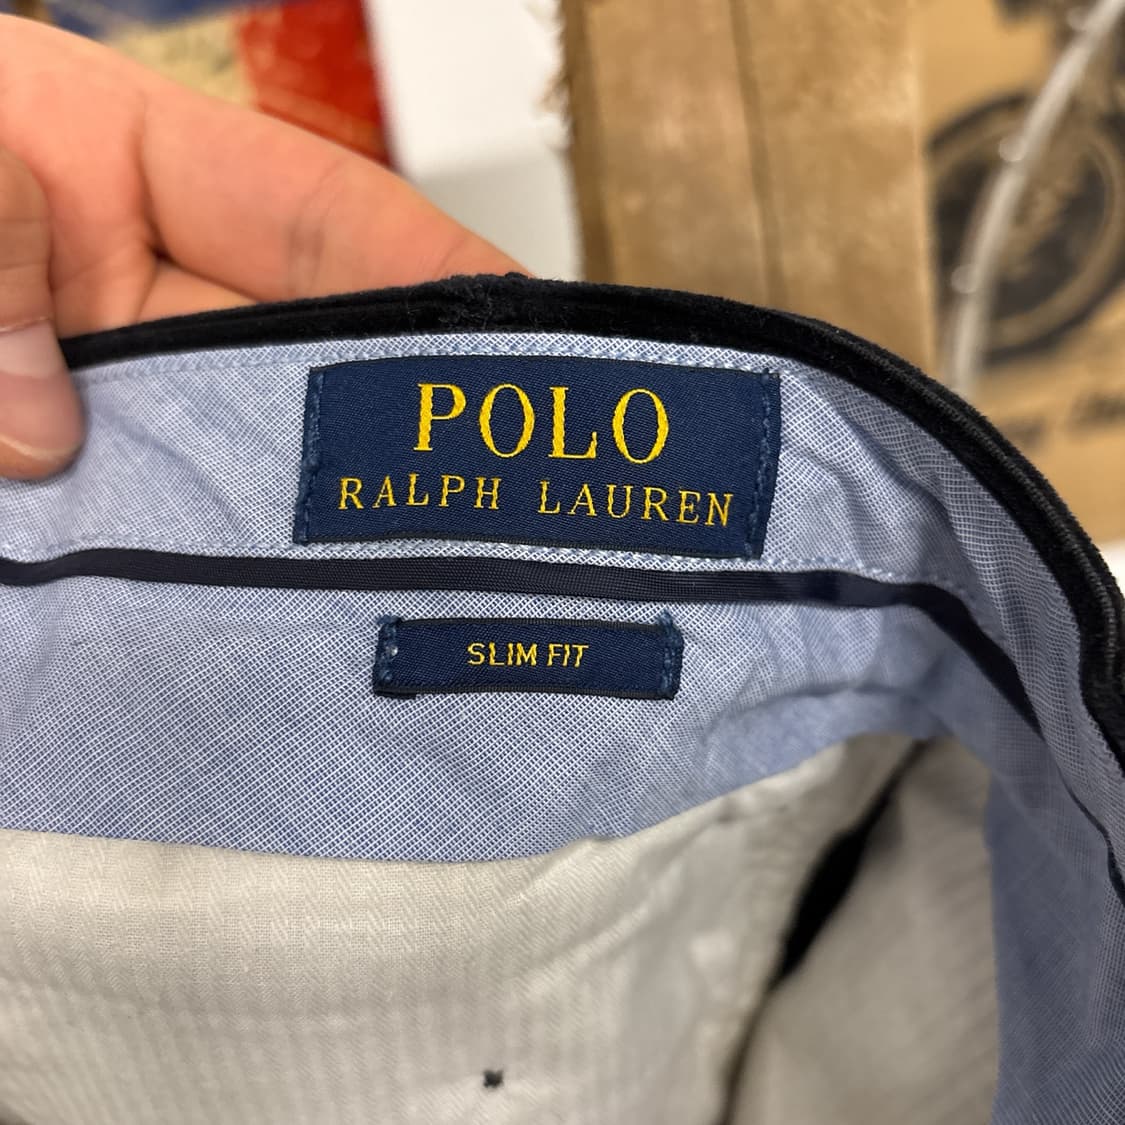 POLO
RALPH LAUREN
SLIM FIT